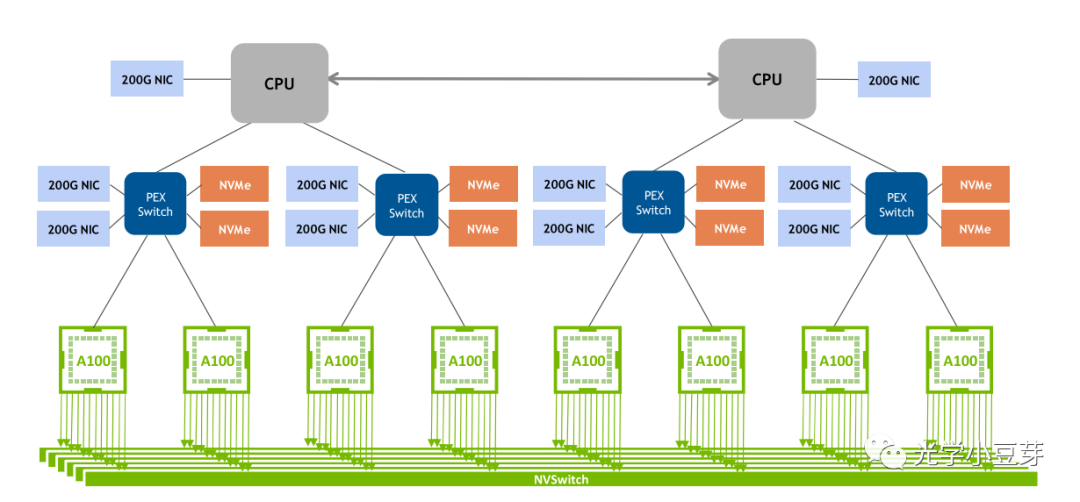 CPU
CPU
200G NIC
200G NIC
200G NIC
PEX
Switch
NVMe
200G NIC
NVMe
200G NIC
PEX
Switch
NVMe
200G NIC
NVMe
200G NIC
PEX
Switch
NVMe
200G NIC
NVMe
200G NIC
PEX
Switch
NVMe
200G NIC
NVMe
A100
A100
A100
A100
A100
A100
A100
A100
光学小豆芽
NVSwitch